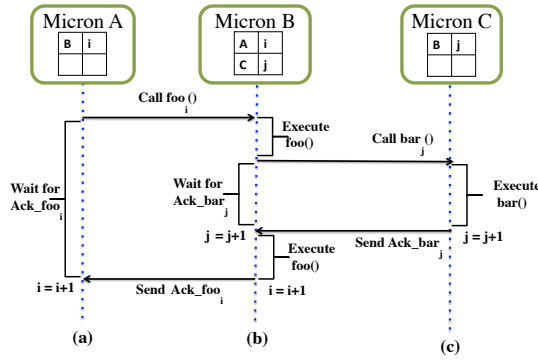 Micron A
B i
Micron B
A i
C j
Micron C
B j
Call foo i ()
Execute
foo()
Call bar j ()
Wait for
Ack_foo i
Wait for
Ack_bar j
Execute
bar()
j = j+1
Send Ack_bar j
j = j+1
Execute
foo()
i = i+1
Send Ack_foo i
i = i+1
(a)
(b)
(c)